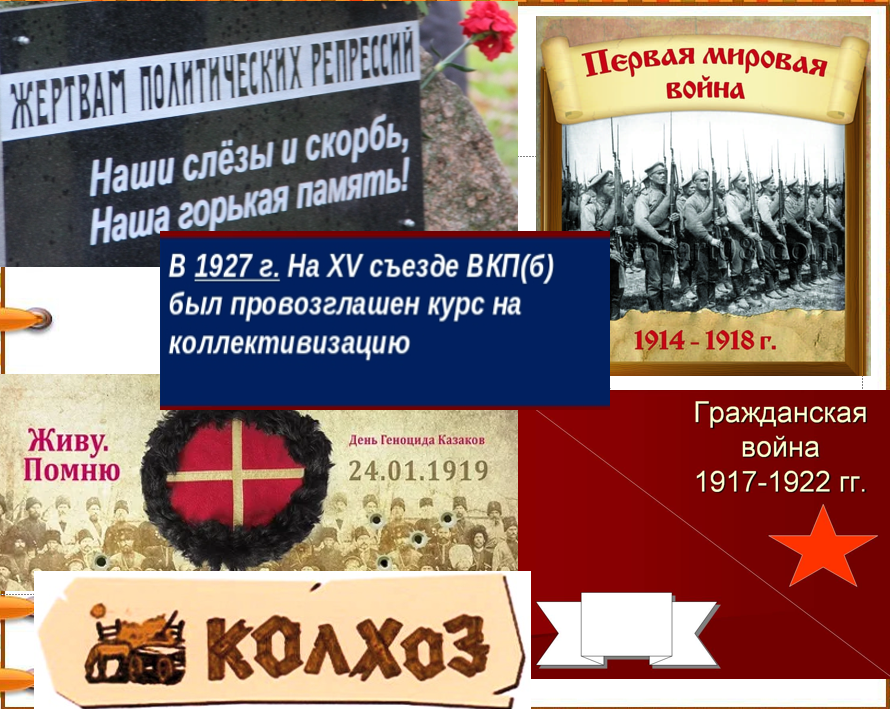 ЖЕРТВАМ ПОЛИТИЧЕСКИХ РЕПРЕССИЙ
Наши слёзы и скорбь,
Наша горькая память!
Первая мировая
война
1914 - 1918 г.
В 1927 г. На XV съезде ВКП(б)
был провозглашен курс на
коллективизацию
Живу.
Помню
День Геноцида Казаков
24.01.1919
Гражданская
война
1917-1922 гг.
КОЛХОЗ